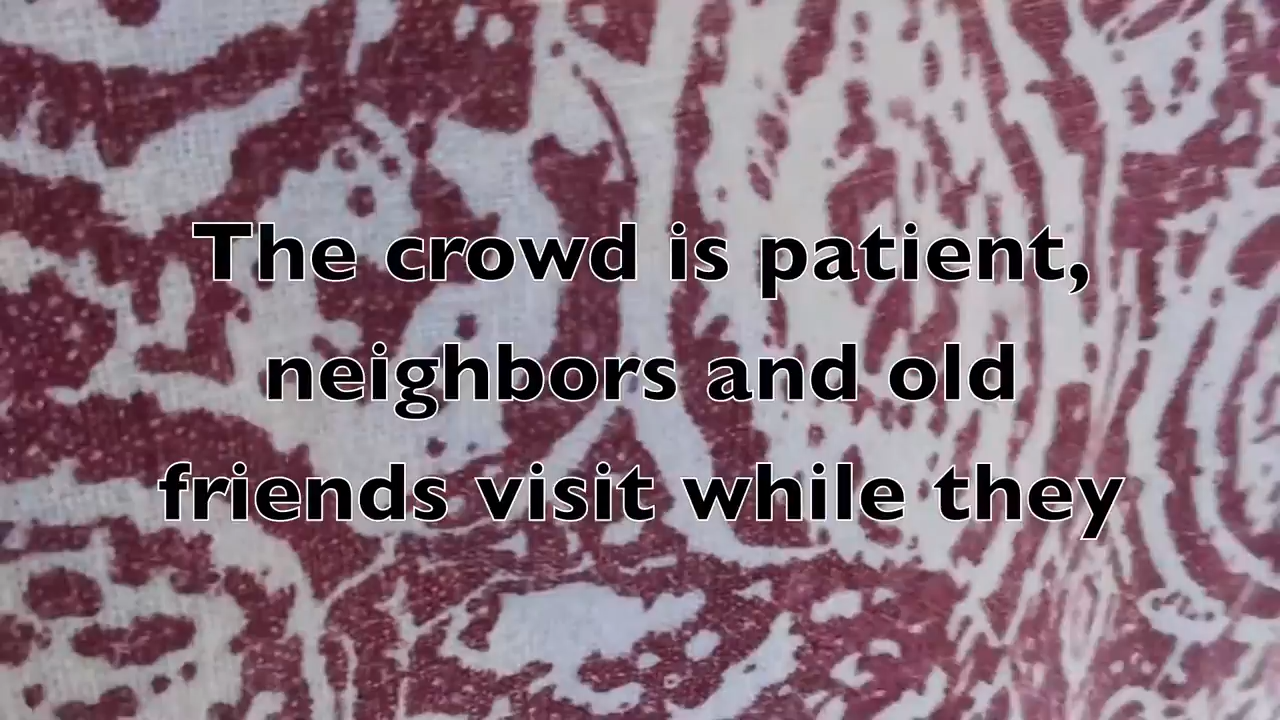 The crowd is patient,
neighbors and old
friends visit while they